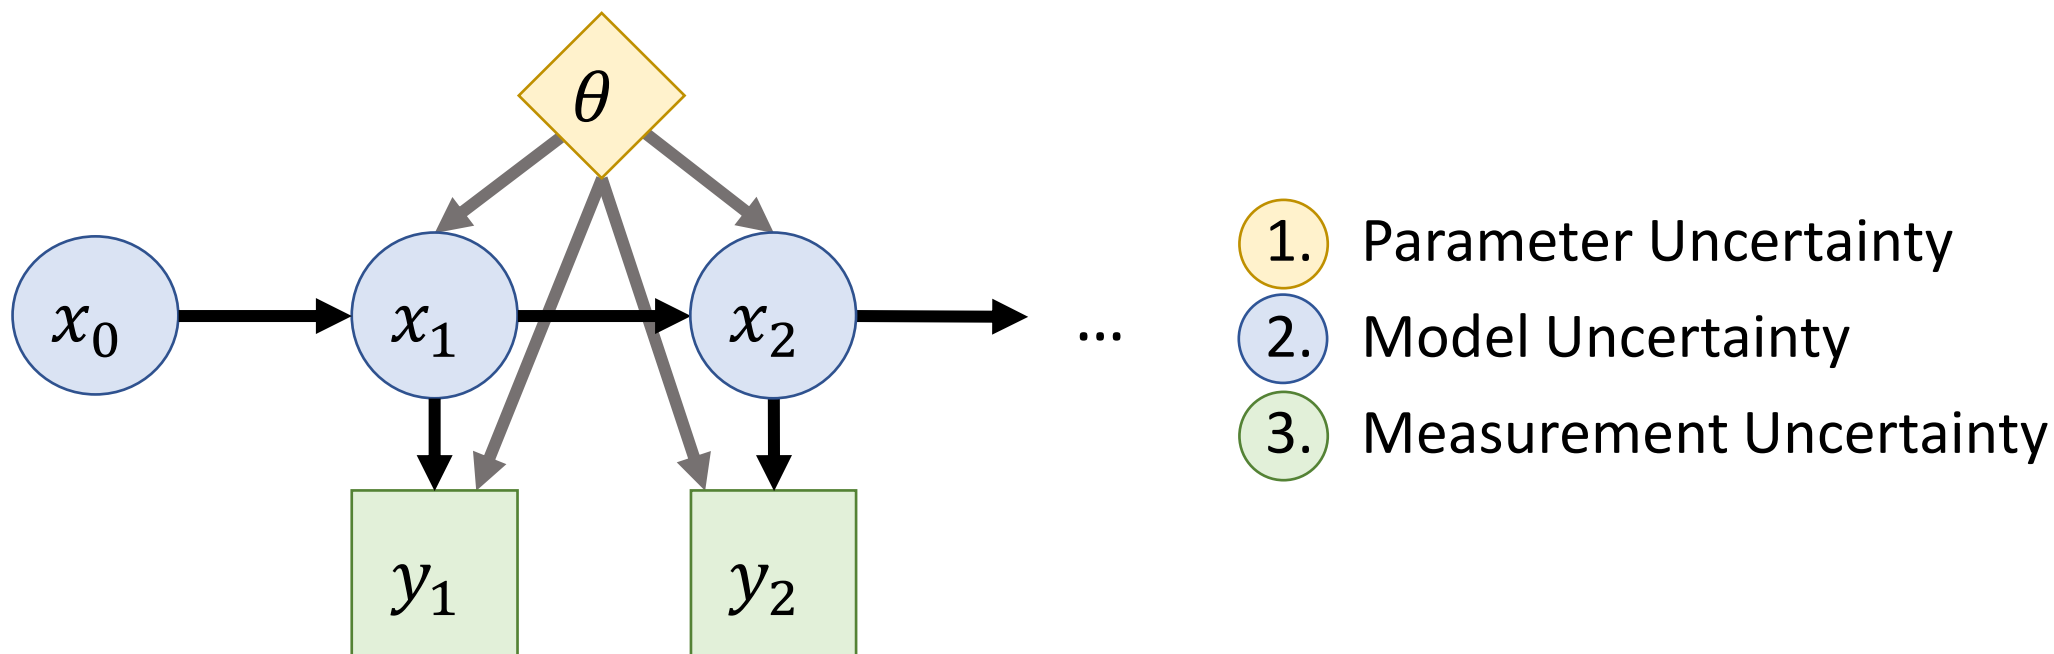 θ
x₀ x₁ x₂ ...
y₁ y₂
1. Parameter Uncertainty
2. Model Uncertainty
3. Measurement Uncertainty